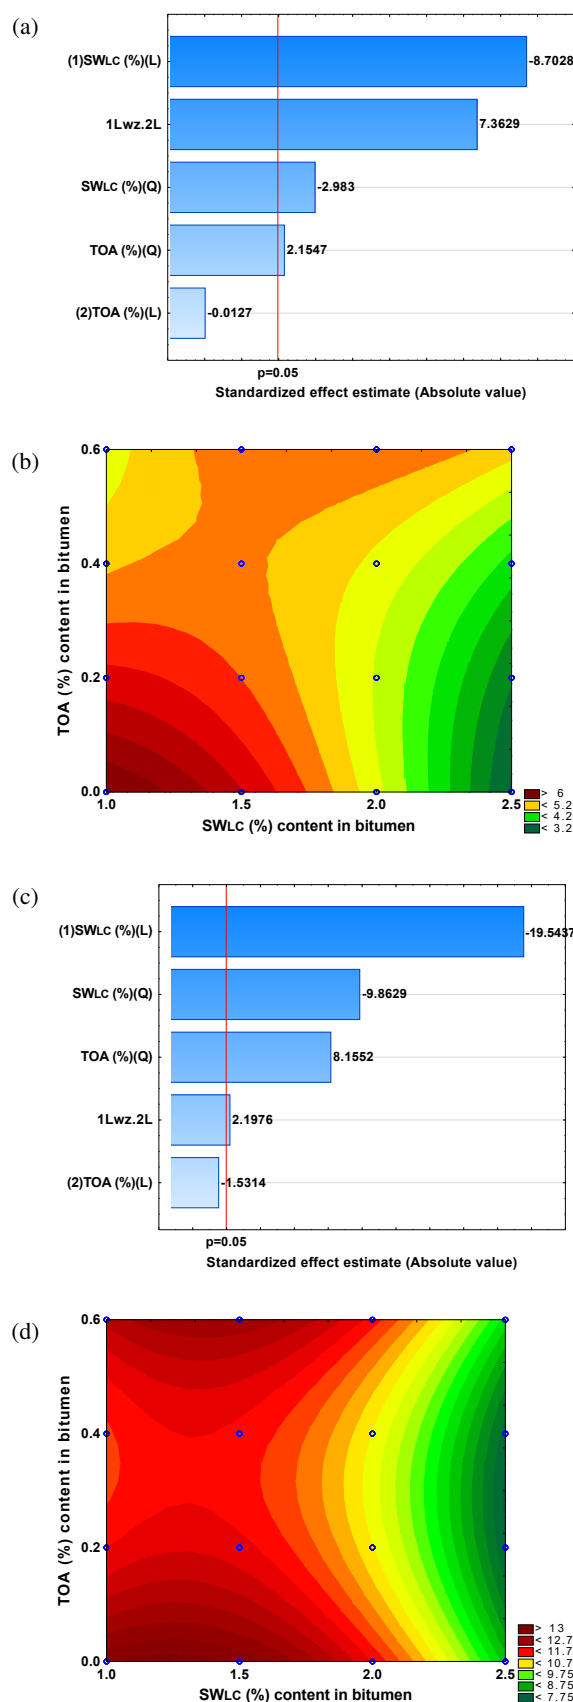 (a)
(1)SWLC (%)(L)
-8.7028
1Lwz.2L
7.3629
SWLC (%)(Q)
-2.983
TOA (%)(Q)
2.1547
(2)TOA (%)(L)
-0.0127
p=0.05
Standardized effect estimate (Absolute value)
(b)
TOA (%) content in bitumen
0.6
0.4
0.2
0.0
1.0 1.5 2.0 2.5
SWLC (%) content in bitumen
> 6
< 5.2
< 4.2
< 3.2
(c)
(1)SWLC (%)(L)
-19.5437
SWLC (%)(Q)
-9.8629
TOA (%)(Q)
8.1552
1Lwz.2L
2.1976
(2)TOA (%)(L)
-1.5314
p=0.05
Standardized effect estimate (Absolute value)
(d)
TOA (%) content in bitumen
0.6
0.4
0.2
0.0
1.0 1.5 2.0 2.5
SWLC (%) content in bitumen
> 13
< 12.7
< 11.7
< 10.7
< 9.75
< 8.75
< 7.75